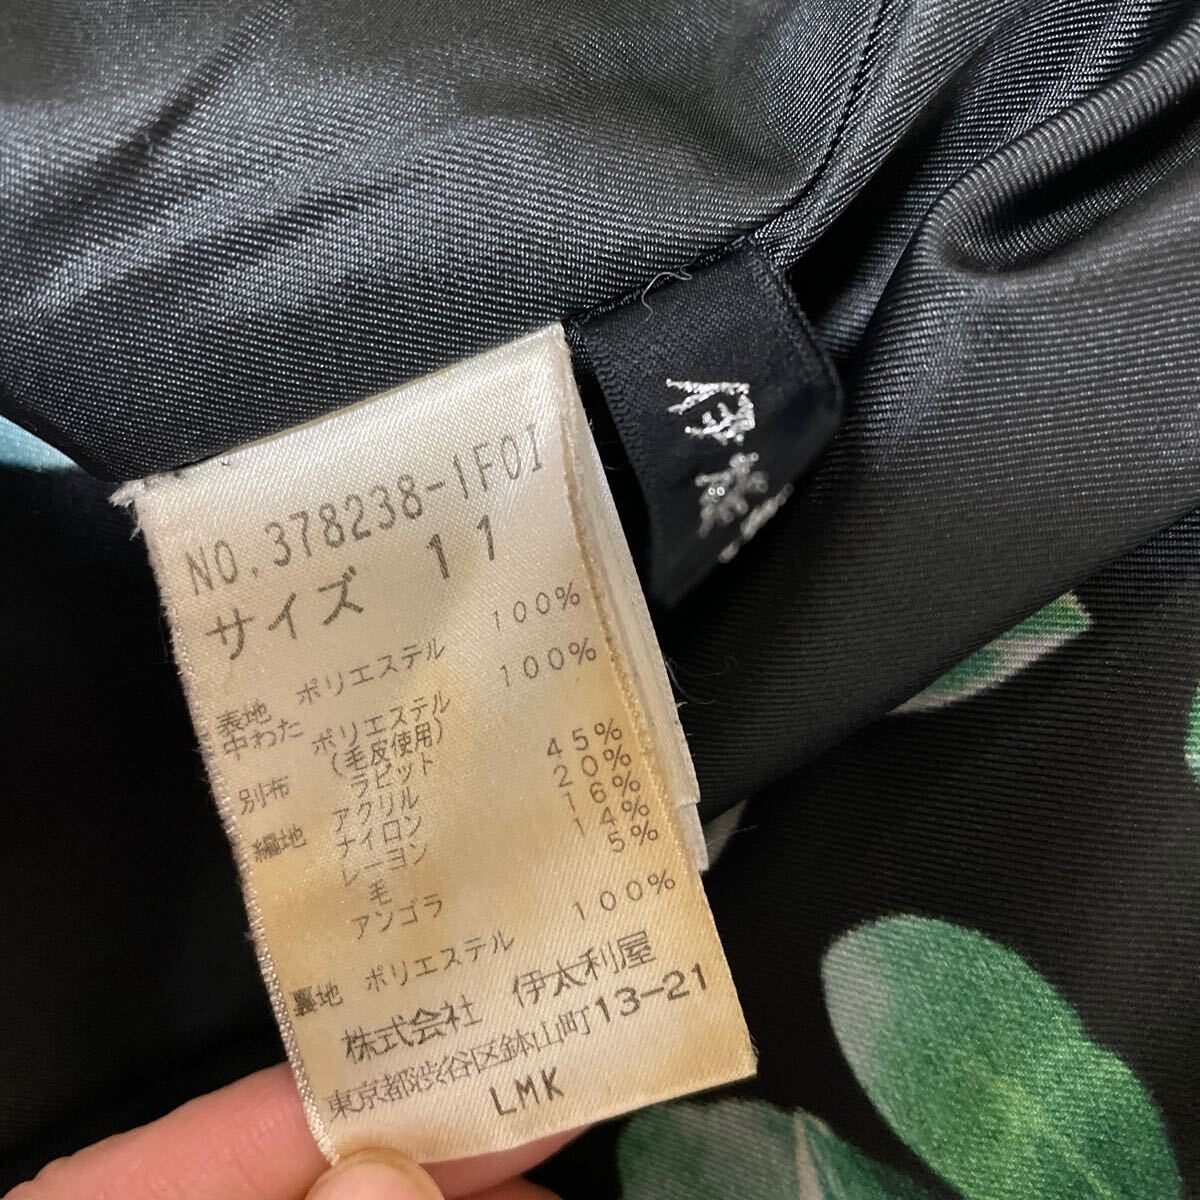 NO.378238-1F01
サイズ 11
表地 ポリエステル 100%
中わた ポリエステル 100%
(毛皮使用)
別布 ラビット
編地 アクリル 45%
ナイロン 20%
レーヨン 16%
毛 14%
アンゴラ 5%
裏地 ポリエステル 100%
株式会社 伊太利屋
東京都渋谷区鉢山町13-21
LMK
伊